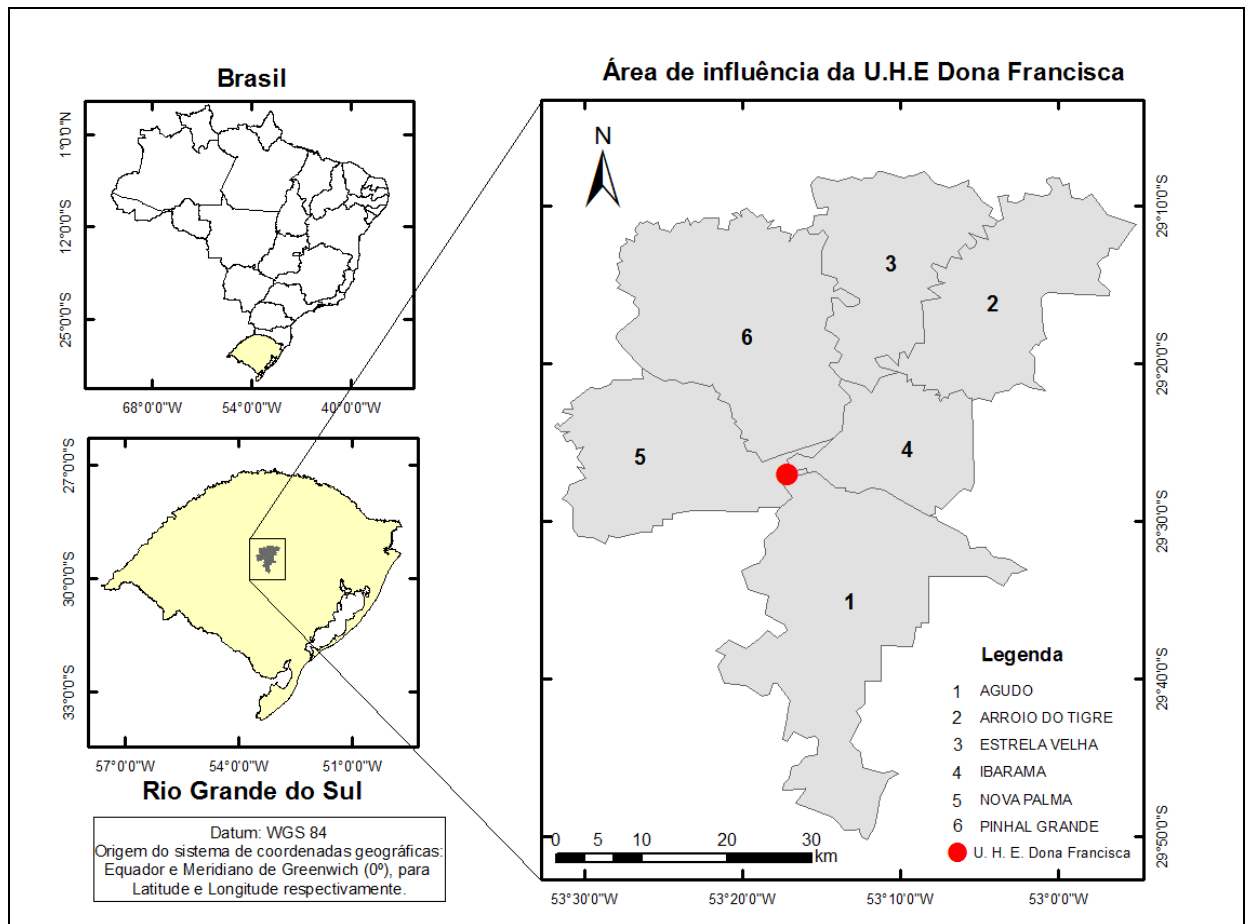 Brasil
1°0'0"N
12°0'0"S
25°0'0"S
68°0'0"W 54°0'0"W 40°0'0"W
27°0'0"S
30°0'0"S
33°0'0"S
57°0'0"W 54°0'0"W 51°0'0"W
Rio Grande do Sul
Datum: WGS 84
Origem do sistema de coordenadas geográficas:
Equador e Meridiano de Greenwich (0º), para
Latitude e Longitude respectivamente.
Área de influência da U.H.E Dona Francisca
N
3
2
6
5
4
1
29°10'0"S
29°20'0"S
29°30'0"S
29°40'0"S
29°50'0"S
Legenda
1 AGUDO
2 ARROIO DO TIGRE
3 ESTRELA VELHA
4 IBARAMA
5 NOVA PALMA
6 PINHAL GRANDE
U. H. E. Dona Francisca
0 5 10 20 30
km
53°30'0"W 53°20'0"W 53°10'0"W 53°0'0"W